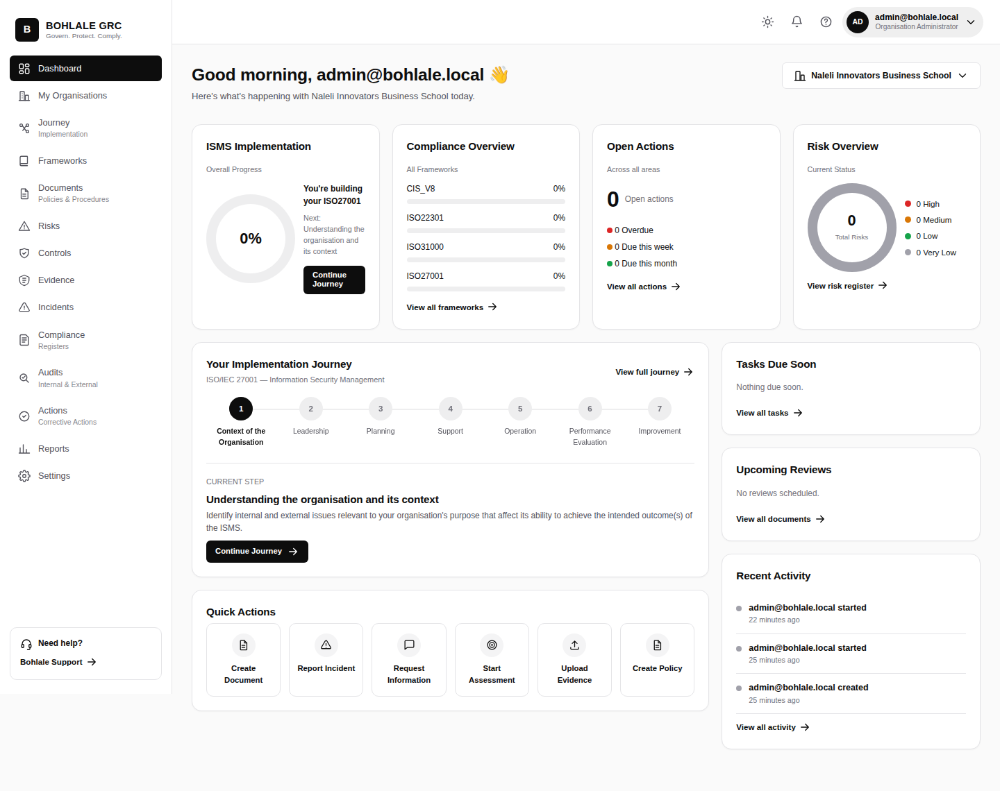 B
BOHLALE GRC
Govern. Protect. Comply.
Dashboard
My Organisations
Journey
Implementation
Frameworks
Documents
Policies & Procedures
Risks
Controls
Evidence
Incidents
Compliance
Registers
Audits
Internal & External
Actions
Corrective Actions
Reports
Settings
Need help?
Bohlale Support
AD
admin@bohlale.local
Organisation Administrator
Good morning, admin@bohlale.local 👋
Here's what's happening with Naleli Innovators Business School today.
Naleli Innovators Business School
ISMS Implementation
Overall Progress
0%
You're building
your ISO27001
Next:
Understanding the
organisation and
its context
Continue
Journey
Compliance Overview
All Frameworks
CIS_V8 0%
ISO22301 0%
ISO31000 0%
ISO27001 0%
View all frameworks
Open Actions
Across all areas
0 Open actions
0 Overdue
0 Due this week
0 Due this month
View all actions
Risk Overview
Current Status
0
Total Risks
0 High
0 Medium
0 Low
0 Very Low
View risk register
Your Implementation Journey
ISO/IEC 27001 — Information Security Management
View full journey
1 2 3 4 5 6 7
Context of the Leadership Planning Support Operation Performance Improvement
Organisation Evaluation
CURRENT STEP
Understanding the organisation and its context
Identify internal and external issues relevant to your organisation's purpose that affect its ability to achieve the intended outcome(s) of
the ISMS.
Continue Journey
Quick Actions
Create
Document
Report Incident
Request
Information
Start
Assessment
Upload
Evidence
Create Policy
Tasks Due Soon
Nothing due soon.
View all tasks
Upcoming Reviews
No reviews scheduled.
View all documents
Recent Activity
admin@bohlale.local started
22 minutes ago
admin@bohlale.local started
25 minutes ago
admin@bohlale.local created
25 minutes ago
View all activity